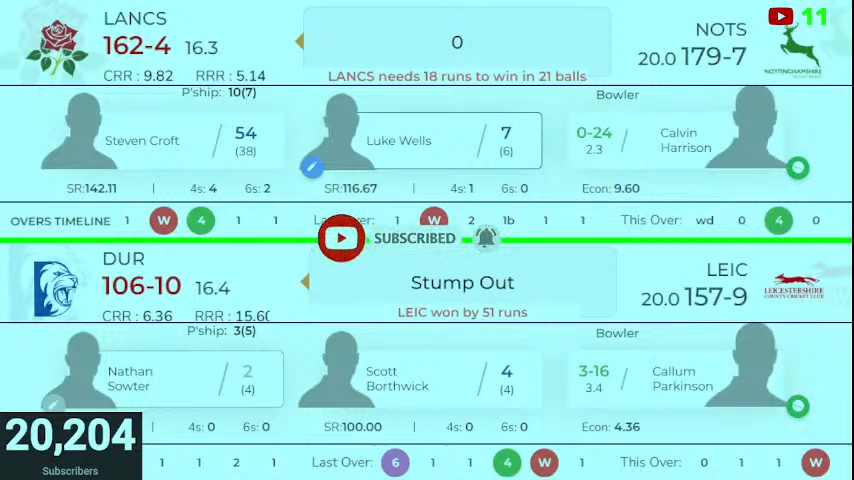 LANCS
162-4 16.3
CRR : 9.82 RRR : 5.14
0
LANCS needs 18 runs to win in 21 balls
11
NOTS
20.0 179-7
NOTTINGHAMSHIRE
P'ship: 10(7)
Bowler
Steven Croft 54 (38)
Luke Wells 7 (6)
0-24 2.3 Calvin Harrison
SR:142.11 4s: 4 6s: 2
SR:116.67 4s: 1 6s: 0
Econ: 9.60
OVERS TIMELINE 1 W 4 1 1 Last Over: 1 W 2 1b 1 1 This Over: wd 0 4 0
SUBSCRIBED
DUR
106-10 16.4
CRR : 6.36 RRR : 15.60
Stump Out
LEIC won by 51 runs
LEIC
20.0 157-9
LEICESTERSHIRE
COUNTY CRICKET CLUB
P'ship: 3(5)
Bowler
Nathan Sowter 2 (4)
Scott Borthwick 4 (4)
3-16 3.4 Callum Parkinson
4s: 0 6s: 0
SR:100.00 4s: 0 6s: 0
Econ: 4.36
20,204
Subscribers
1 1 2 1 Last Over: 6 1 1 4 W 1 This Over: 0 1 1 W